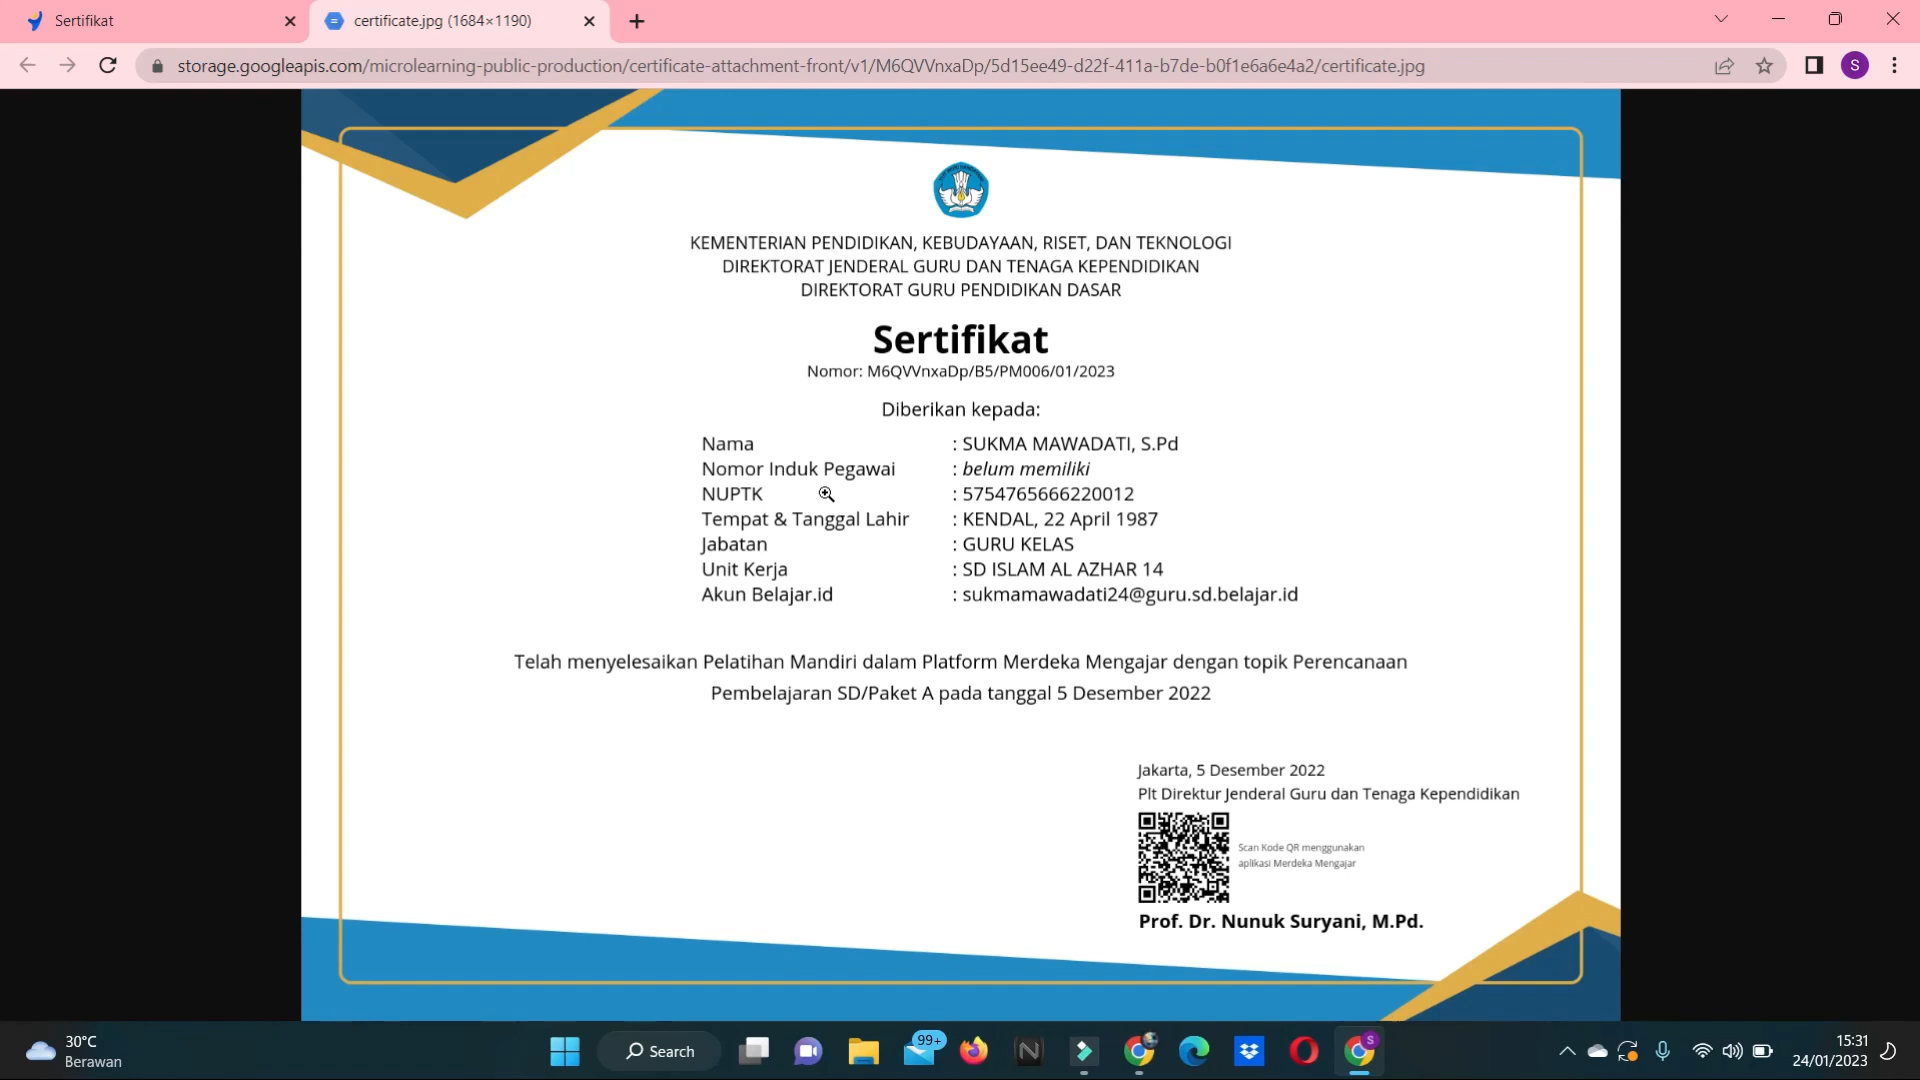 Sertifikat
certificate.jpg (1684×1190)
storage.googleapis.com/microlearning-public-production/certificate-attachment-front/v1/M6QVVnxaDp/5d15ee49-d22f-411a-b7de-b0f1e6a6e4a2/certificate.jpg
S
KEMENTERIAN PENDIDIKAN, KEBUDAYAAN, RISET, DAN TEKNOLOGI
DIREKTORAT JENDERAL GURU DAN TENAGA KEPENDIDIKAN
DIREKTORAT GURU PENDIDIKAN DASAR
Sertifikat
Nomor: M6QVVnxaDp/B5/PM006/01/2023
Diberikan kepada:
Nama : SUKMA MAWADATI, S.Pd
Nomor Induk Pegawai : belum memiliki
NUPTK : 5754765666220012
Tempat & Tanggal Lahir : KENDAL, 22 April 1987
Jabatan : GURU KELAS
Unit Kerja : SD ISLAM AL AZHAR 14
Akun Belajar.id : sukmamawadati24@guru.sd.belajar.id
Telah menyelesaikan Pelatihan Mandiri dalam Platform Merdeka Mengajar dengan topik Perencanaan
Pembelajaran SD/Paket A pada tanggal 5 Desember 2022
Jakarta, 5 Desember 2022
Plt Direktur Jenderal Guru dan Tenaga Kependidikan
Scan Kode QR menggunakan
aplikasi Merdeka Mengajar
Prof. Dr. Nunuk Suryani, M.Pd.
30°C
Berawan
Search
99+
N
S
15:31
24/01/2023